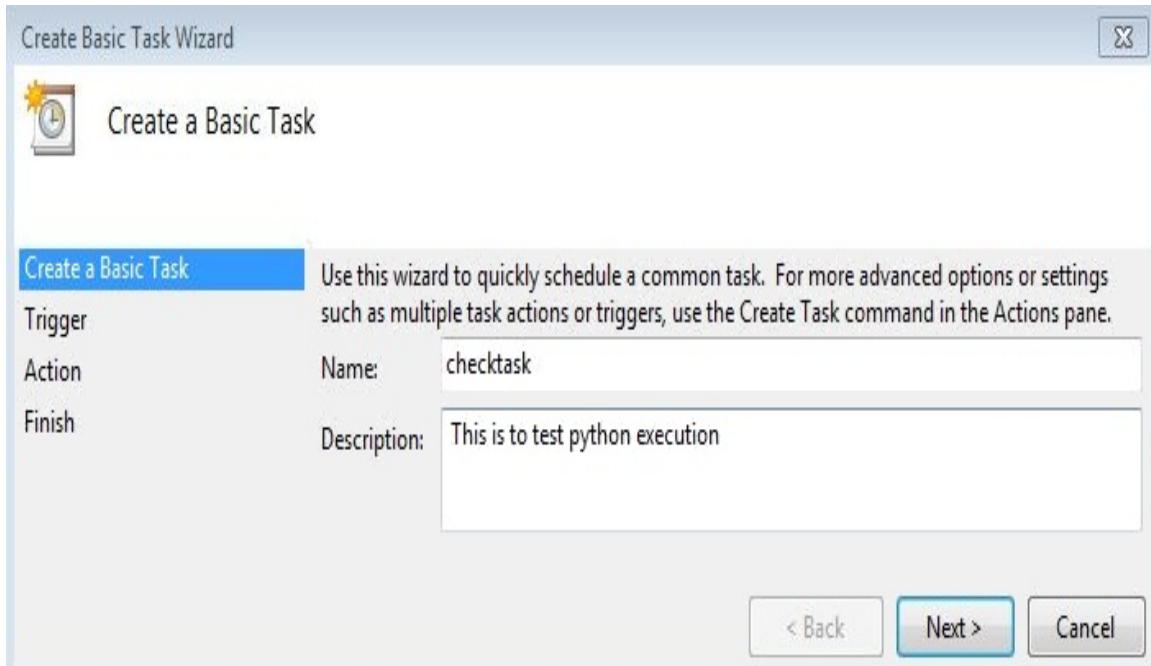 Create Basic Task Wizard
Create a Basic Task
Create a Basic Task
Trigger
Action
Finish
Use this wizard to quickly schedule a common task. For more advanced options or settings
such as multiple task actions or triggers, use the Create Task command in the Actions pane.
Name: checktask
Description: This is to test python execution
< Back Next > Cancel